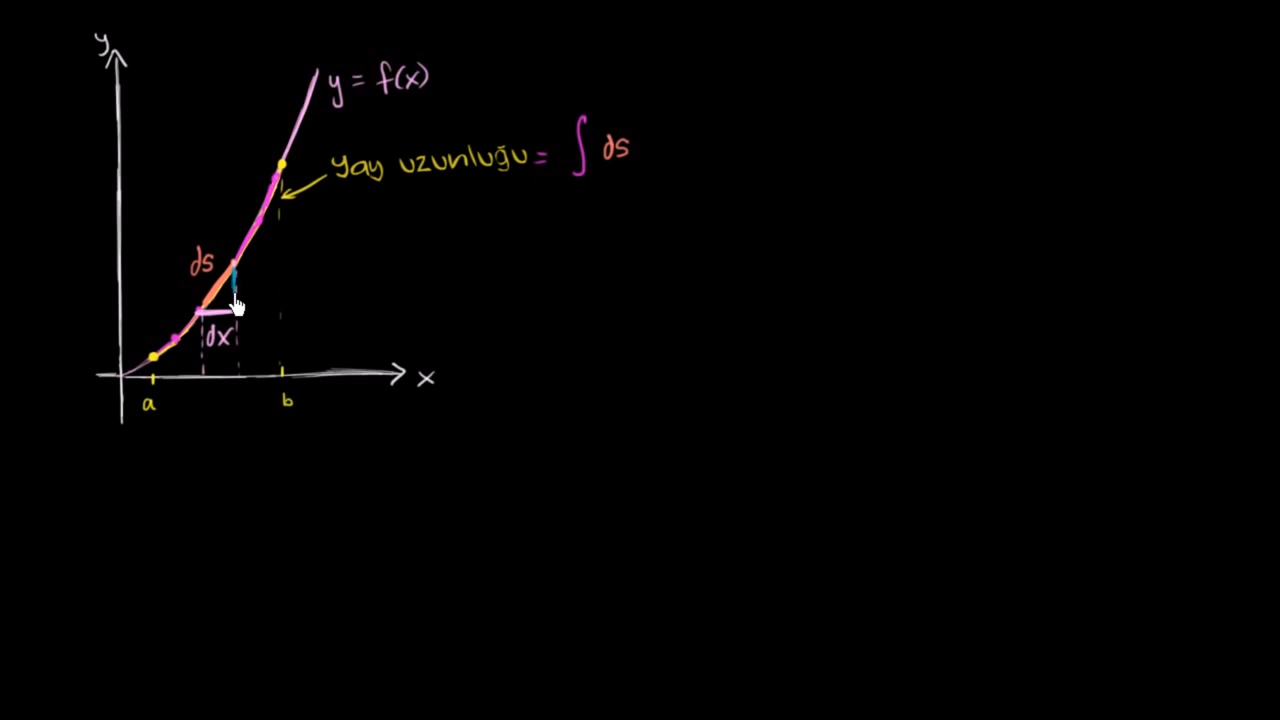 y
y = f(x)
yay uzunluğu = ∫ ds
ds
dx
x
a
b